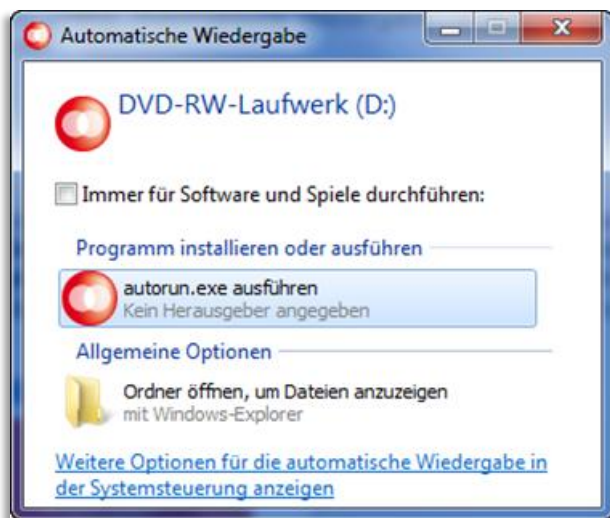 Automatische Wiedergabe
DVD-RW-Laufwerk (D:)
Immer für Software und Spiele durchführen:
Programm installieren oder ausführen
autorun.exe ausführen
Kein Herausgeber angegeben
Allgemeine Optionen
Ordner öffnen, um Dateien anzuzeigen
mit Windows-Explorer
Weitere Optionen für die automatische Wiedergabe in
der Systemsteuerung anzeigen